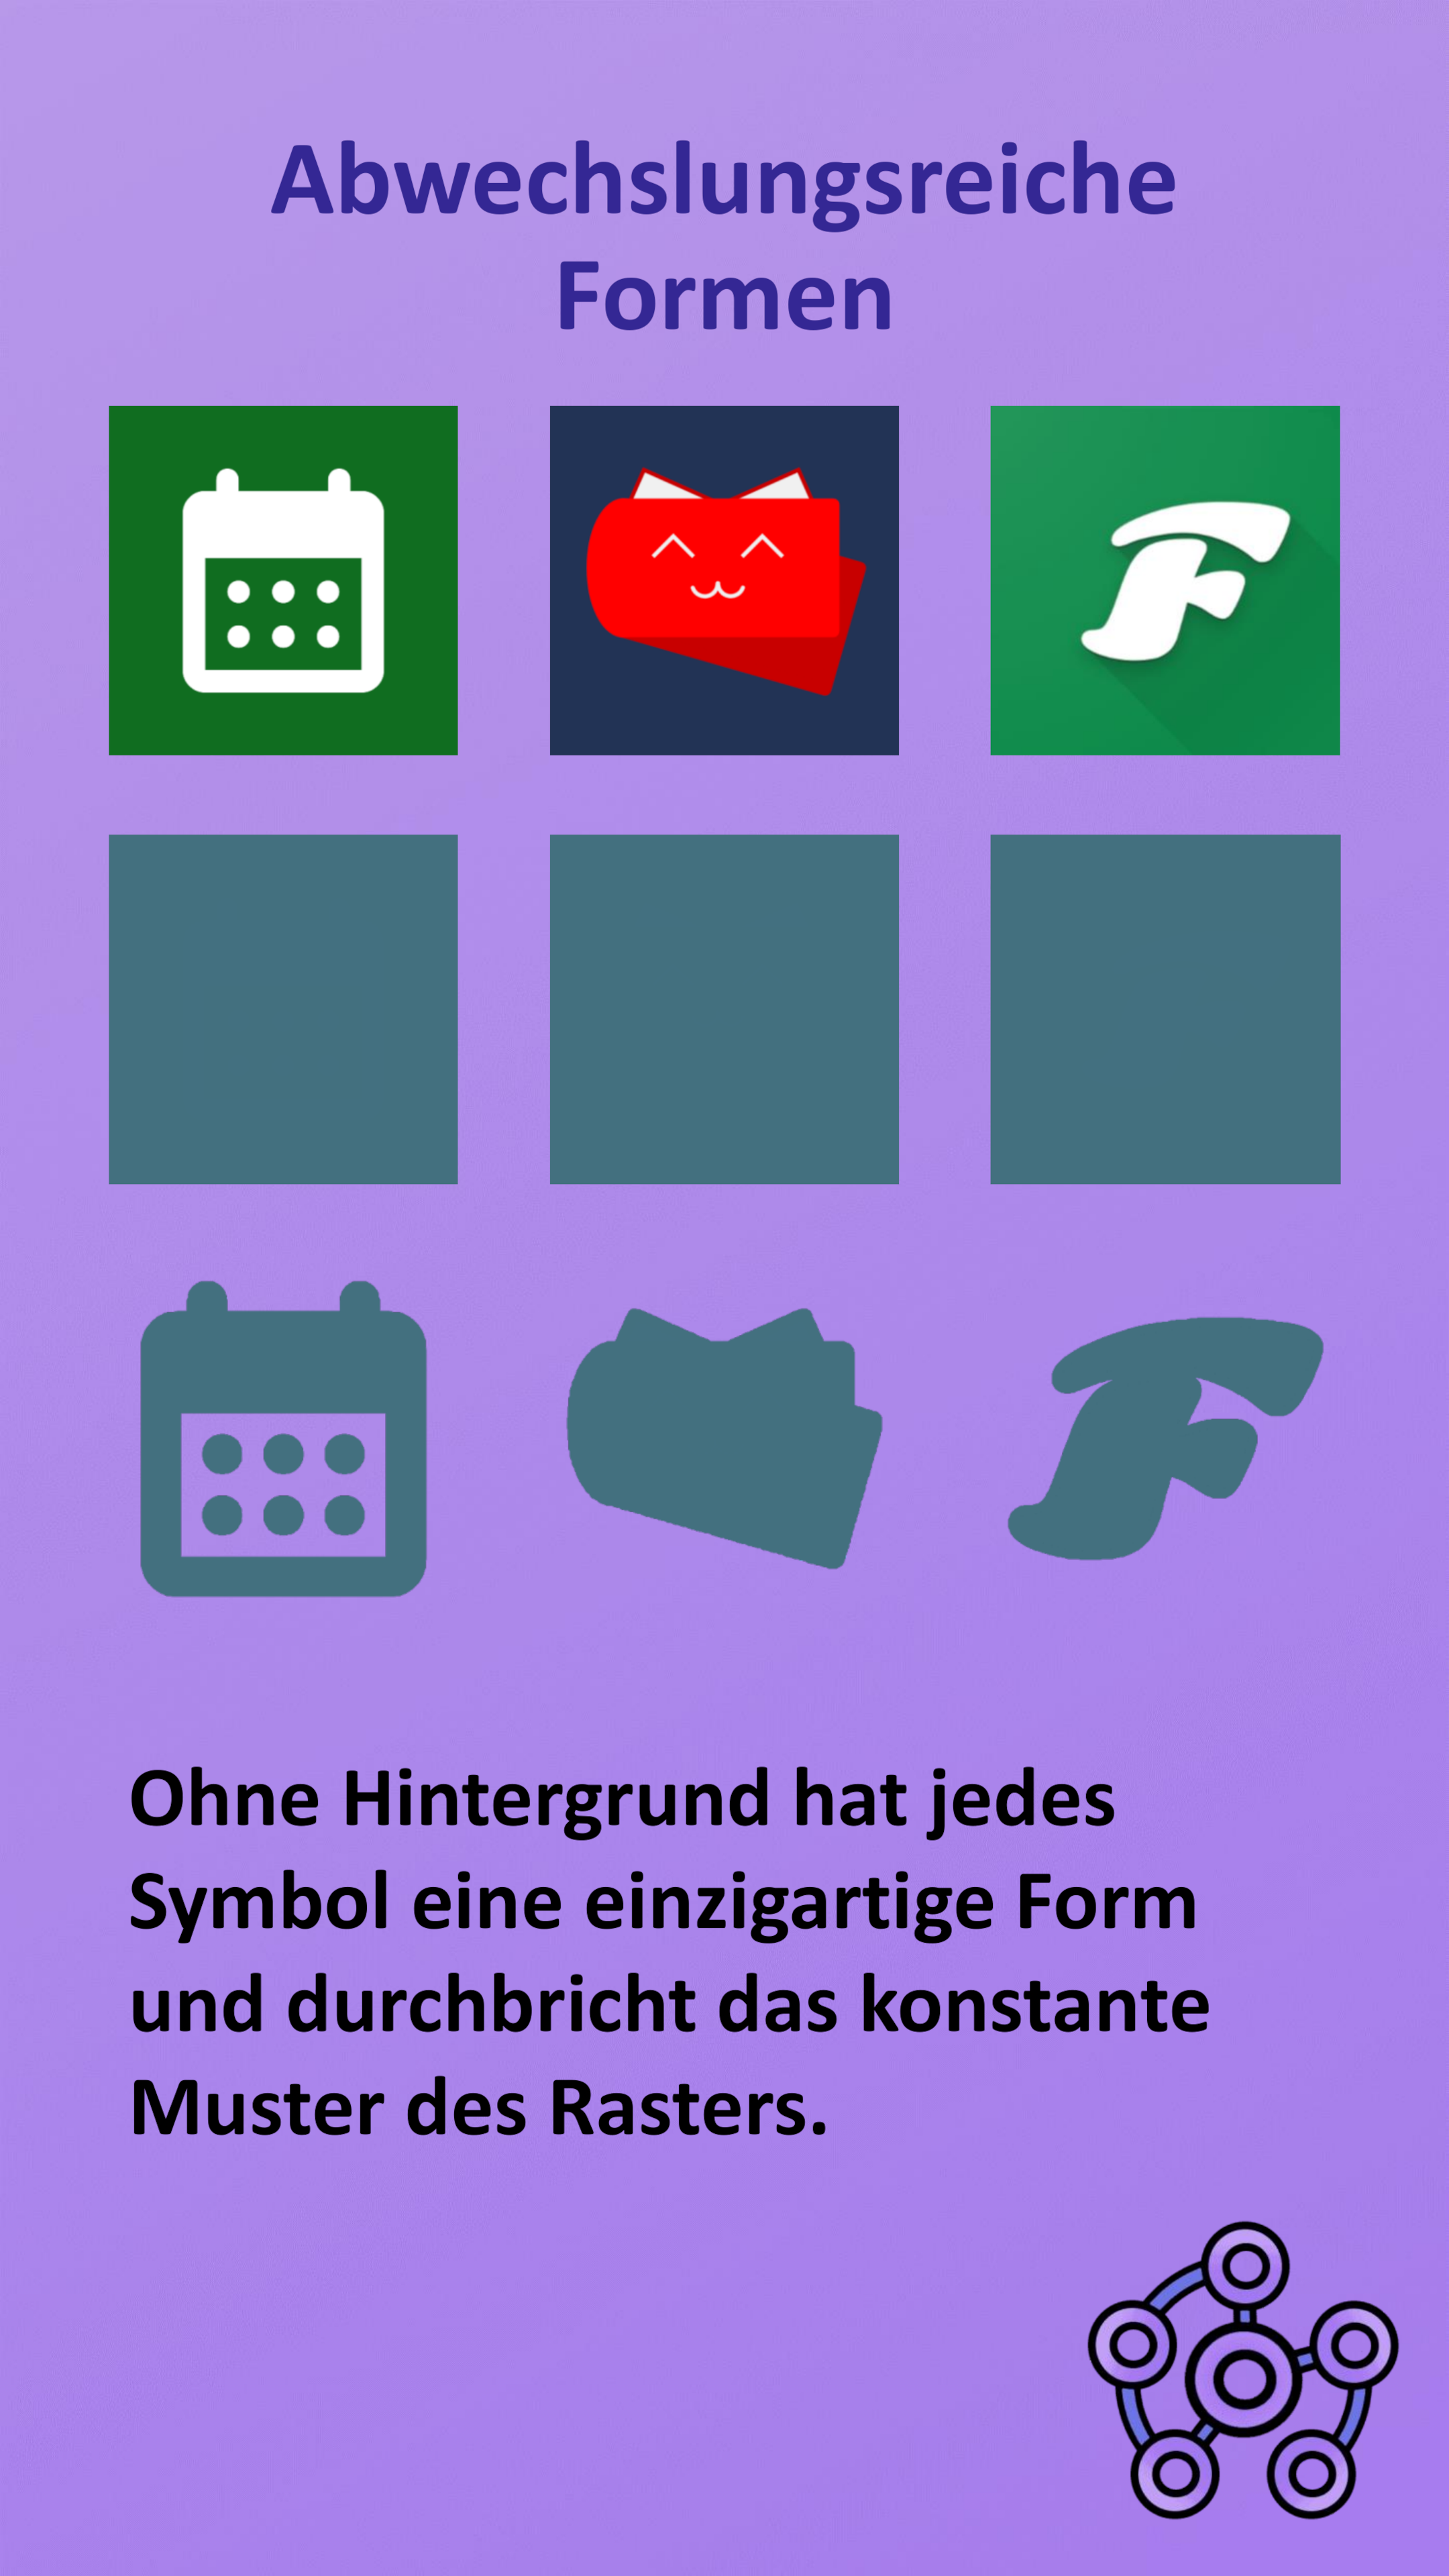 Abwechslungsreiche
Formen
F
Ohne Hintergrund hat jedes
Symbol eine einzigartige Form
und durchbricht das konstante
Muster des Rasters.